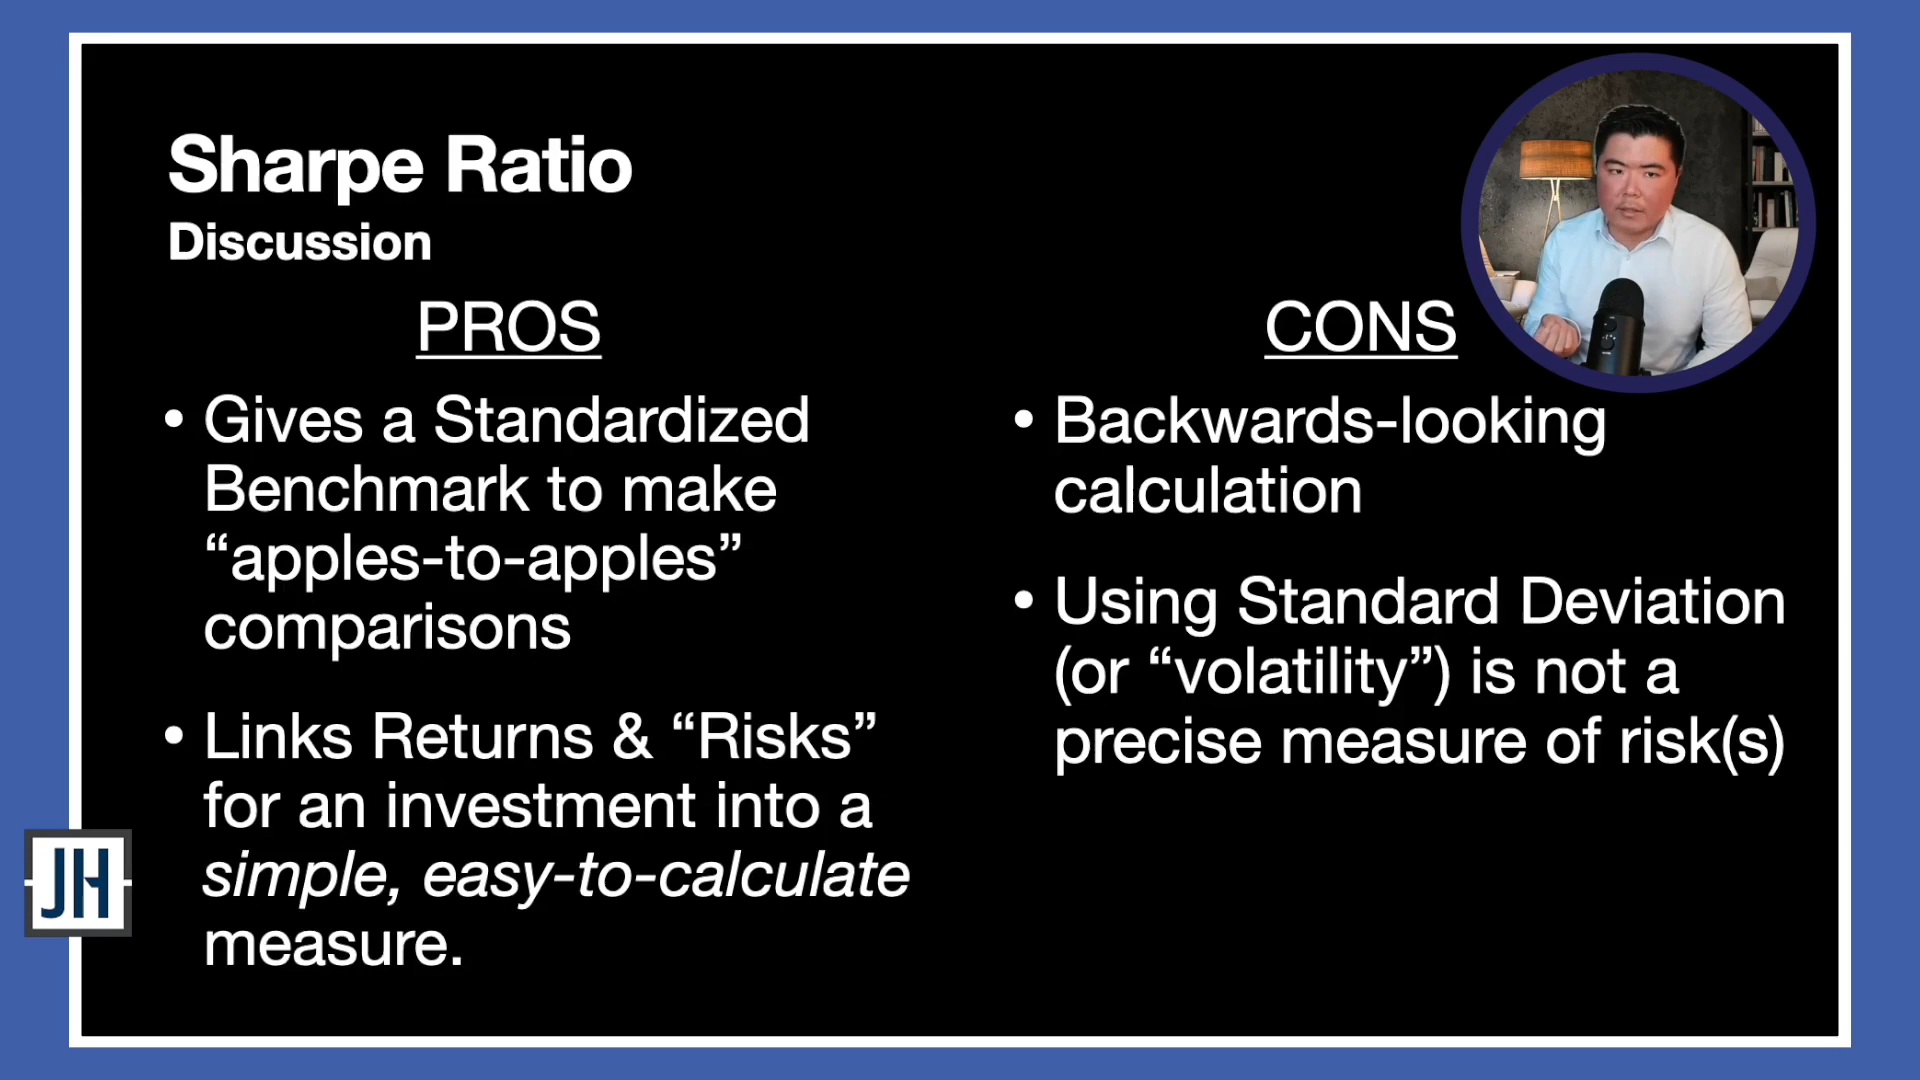 Sharpe Ratio
Discussion
PROS
• Gives a Standardized
Benchmark to make
“apples-to-apples”
comparisons
• Links Returns & “Risks”
for an investment into a
simple, easy-to-calculate
measure.
CONS
• Backwards-looking
calculation
• Using Standard Deviation
(or “volatility”) is not a
precise measure of risk(s)
JH